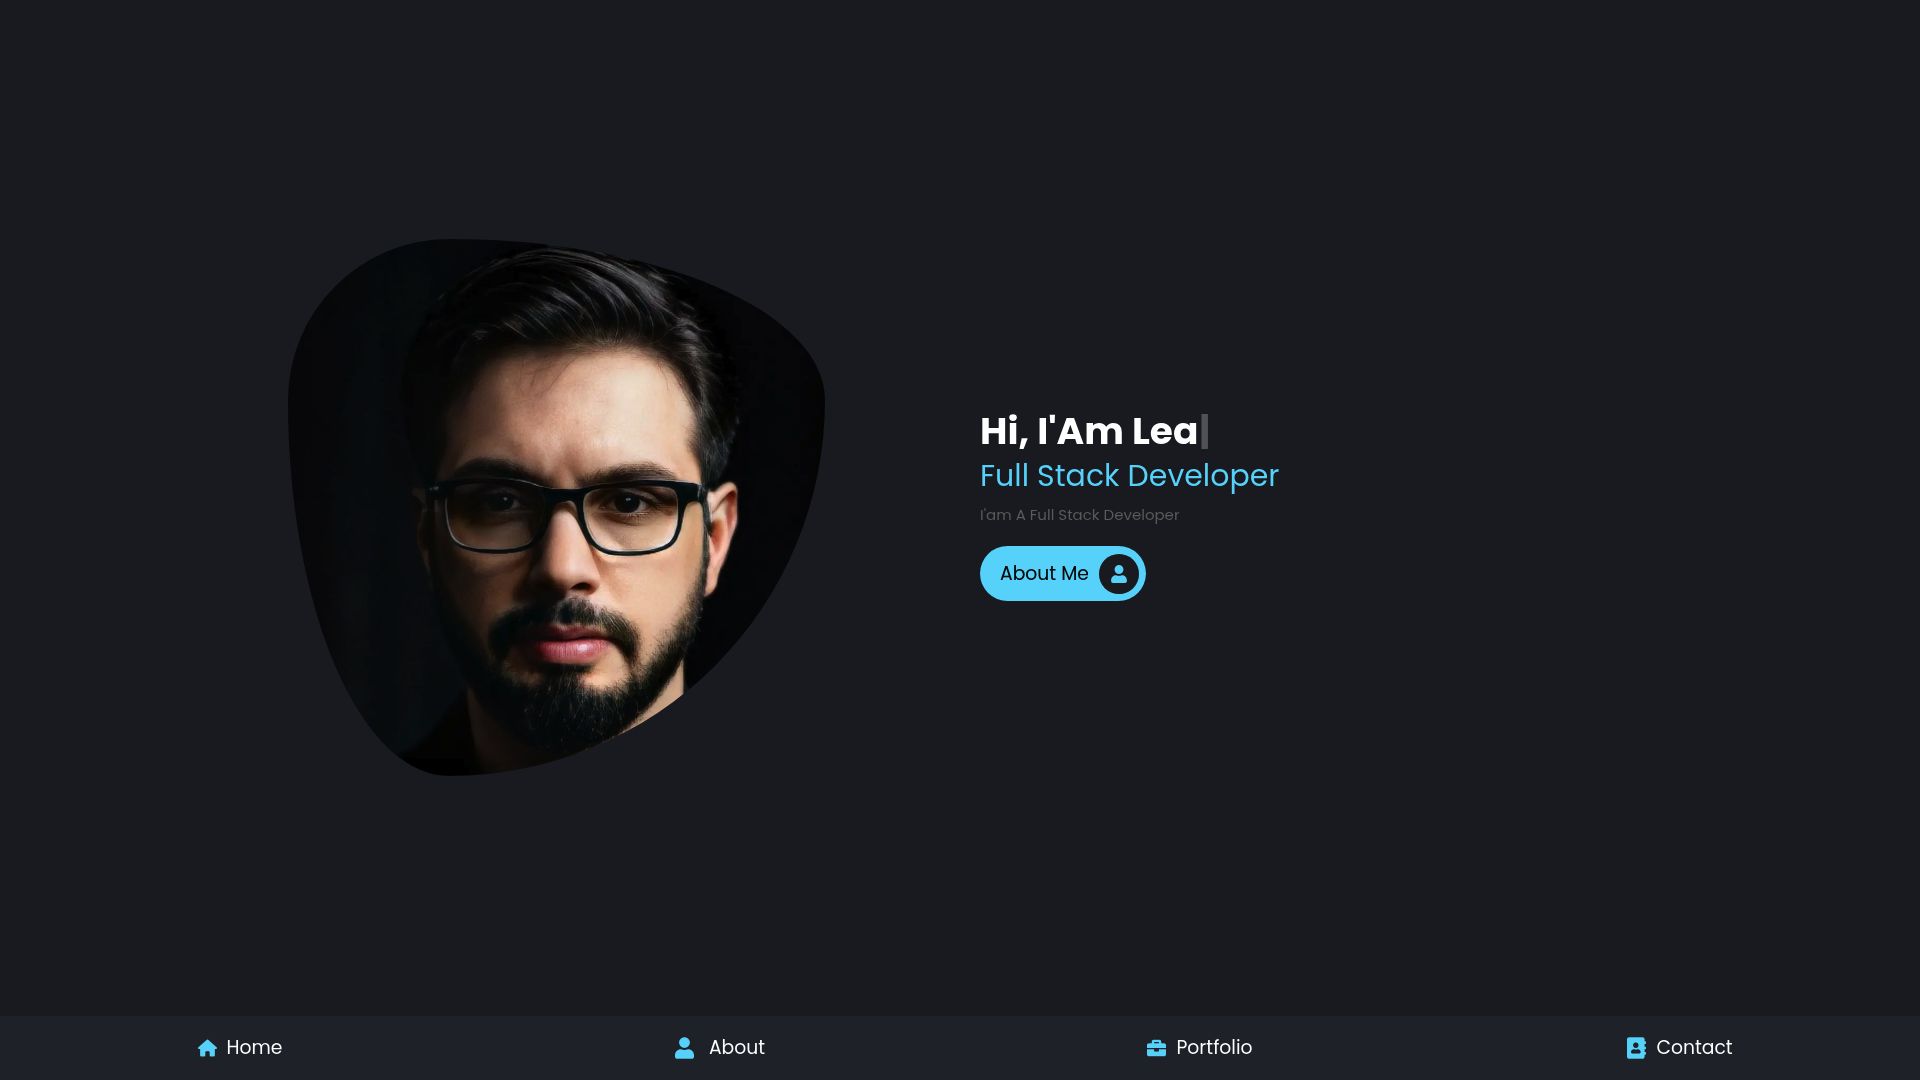 Hi, I'Am Lea
Full Stack Developer
I'am A Full Stack Developer
About Me
Home
About
Portfolio
Contact